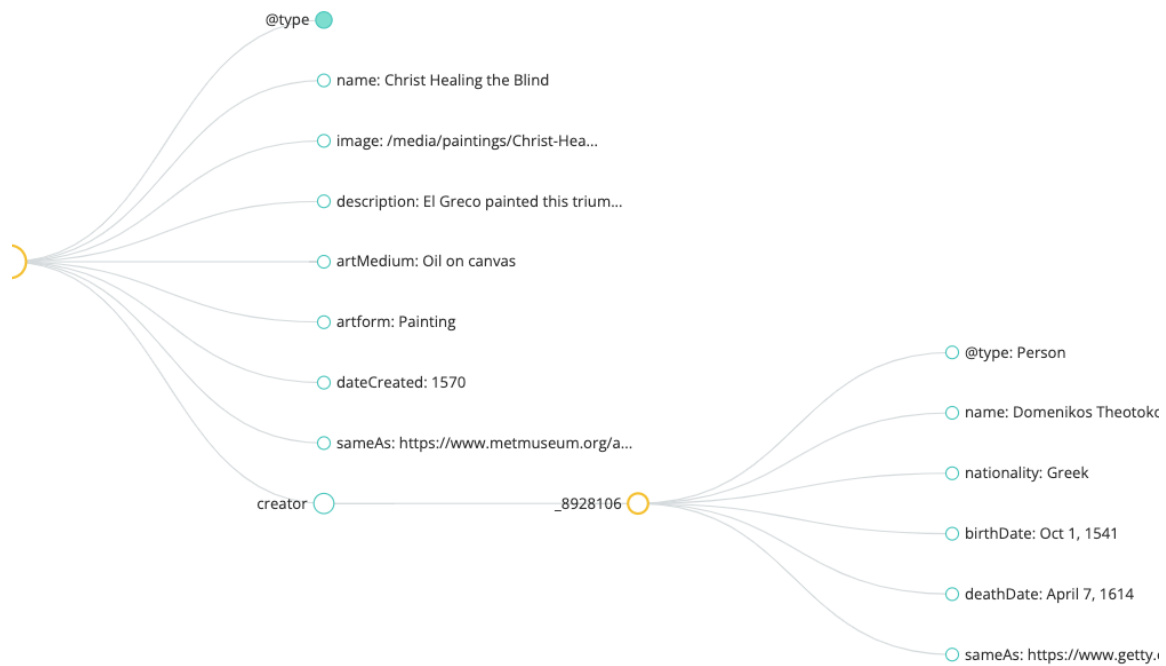 @type
name: Christ Healing the Blind
image: /media/paintings/Christ-Hea...
description: El Greco painted this trium...
artMedium: Oil on canvas
artform: Painting
dateCreated: 1570
sameAs: https://www.metmuseum.org/a...
creator
_8928106
@type: Person
name: Domenikos Theotoko
nationality: Greek
birthDate: Oct 1, 1541
deathDate: April 7, 1614
sameAs: https://www.getty.